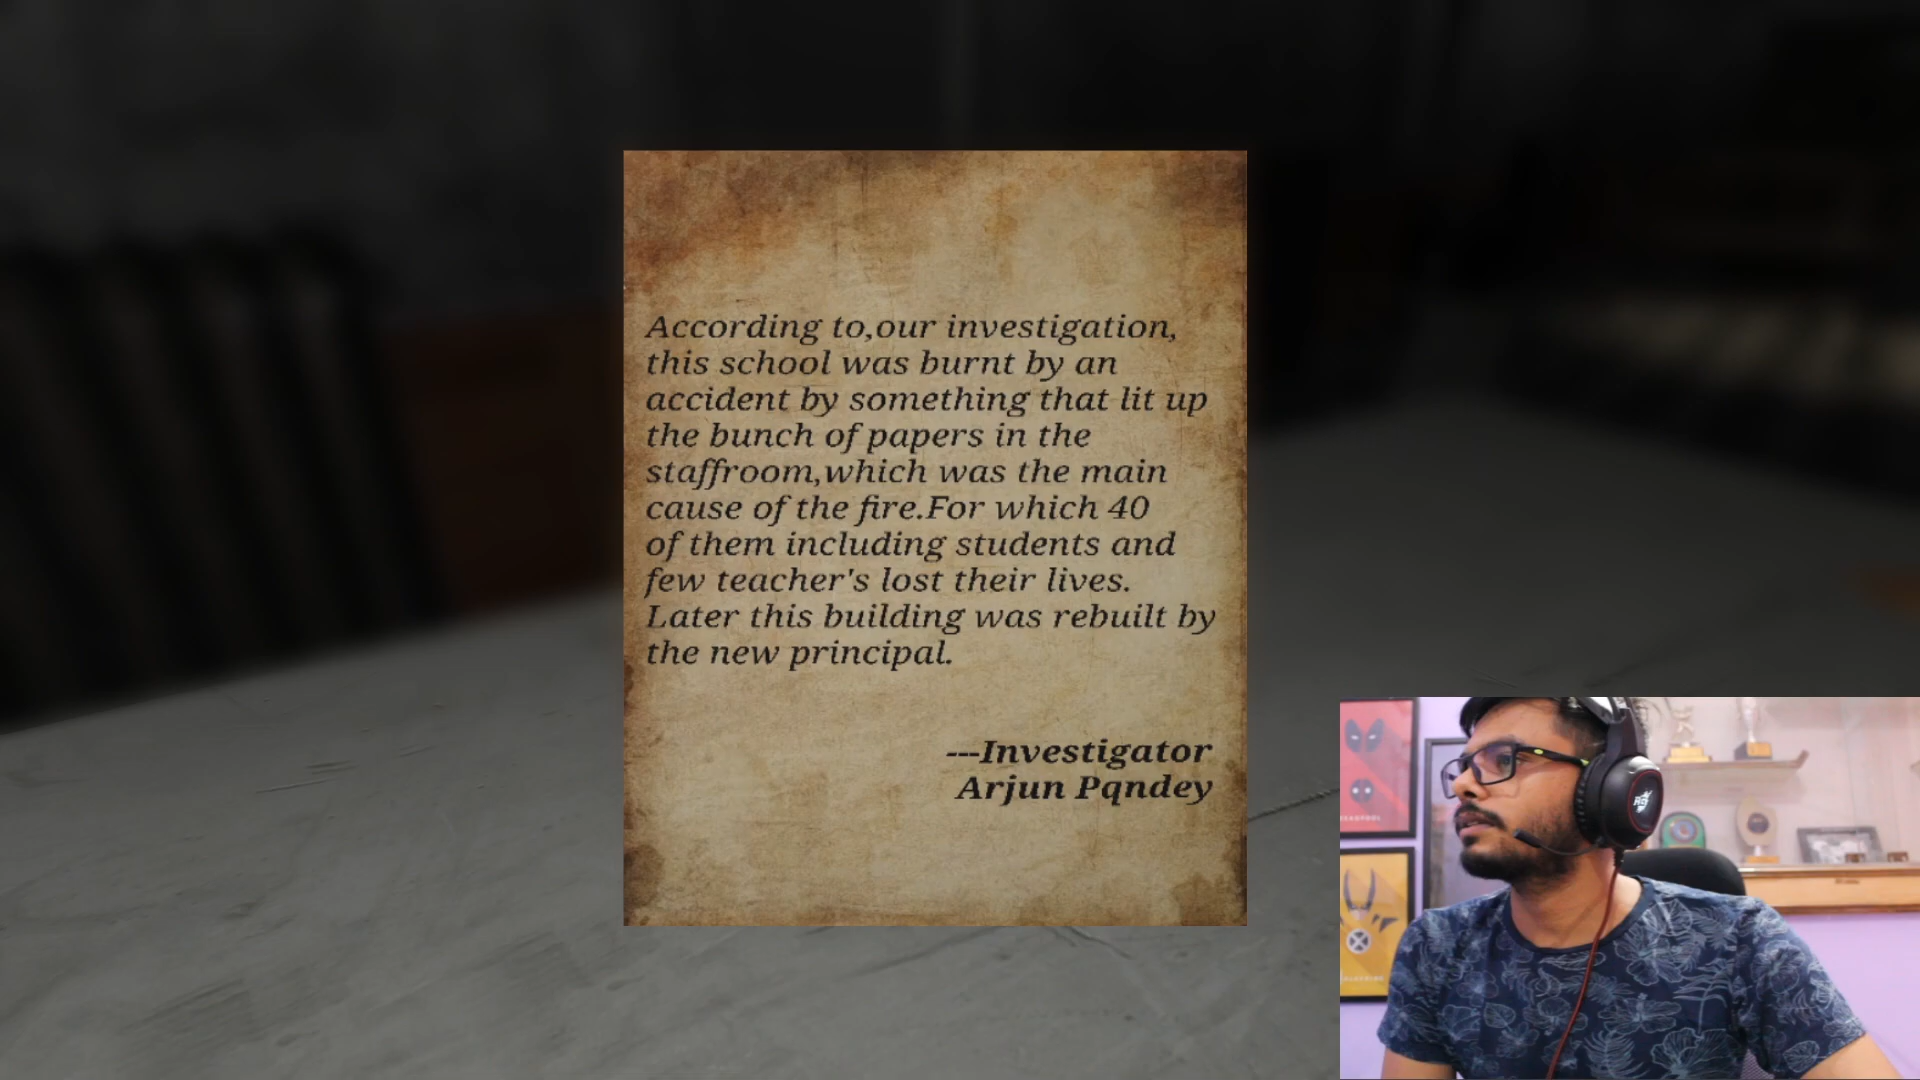 According to,our investigation,
this school was burnt by an
accident by something that lit up
the bunch of papers in the
staffroom,which was the main
cause of the fire.For which 40
of them including students and
few teacher's lost their lives.
Later this building was rebuilt by
the new principal.
---Investigator
Arjun Pqndey